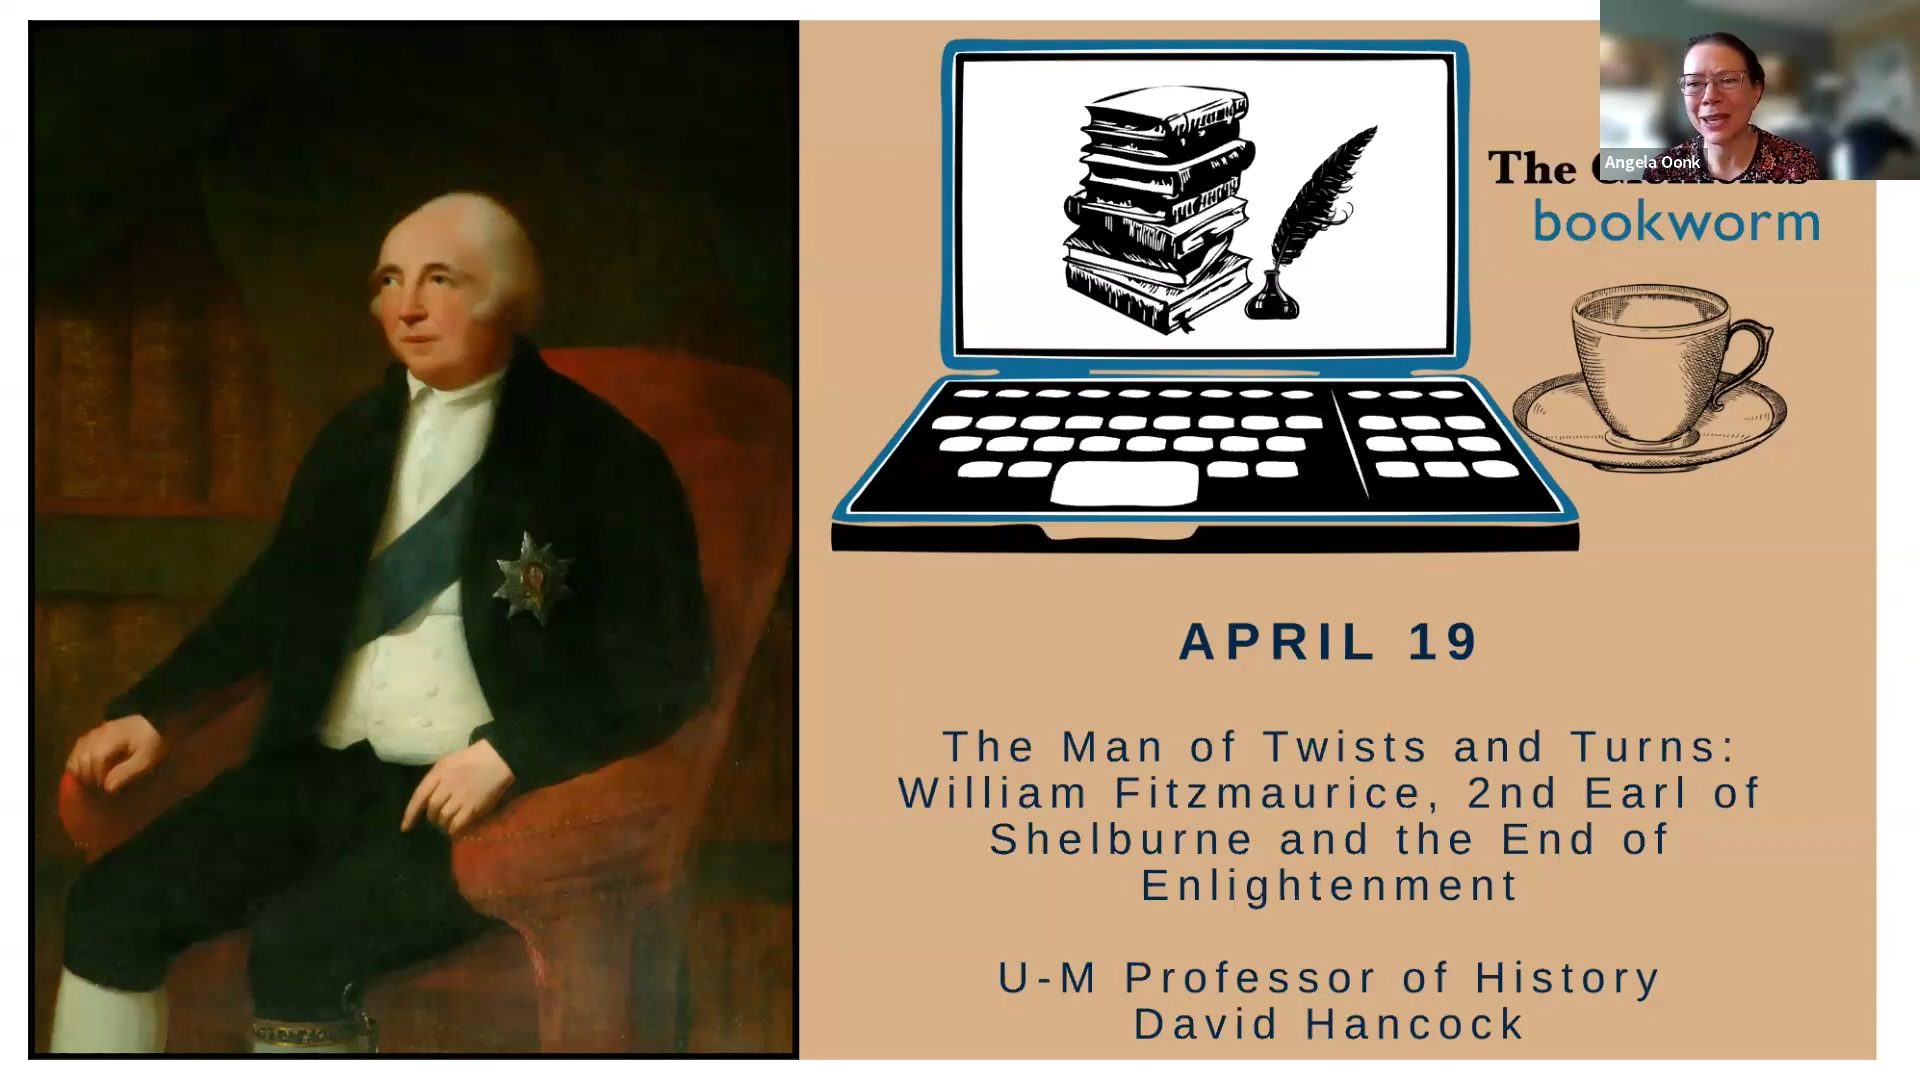 The
Angela Oonk
bookworm
APRIL 19
The Man of Twists and Turns:
William Fitzmaurice, 2nd Earl of
Shelburne and the End of
Enlightenment
U-M Professor of History
David Hancock